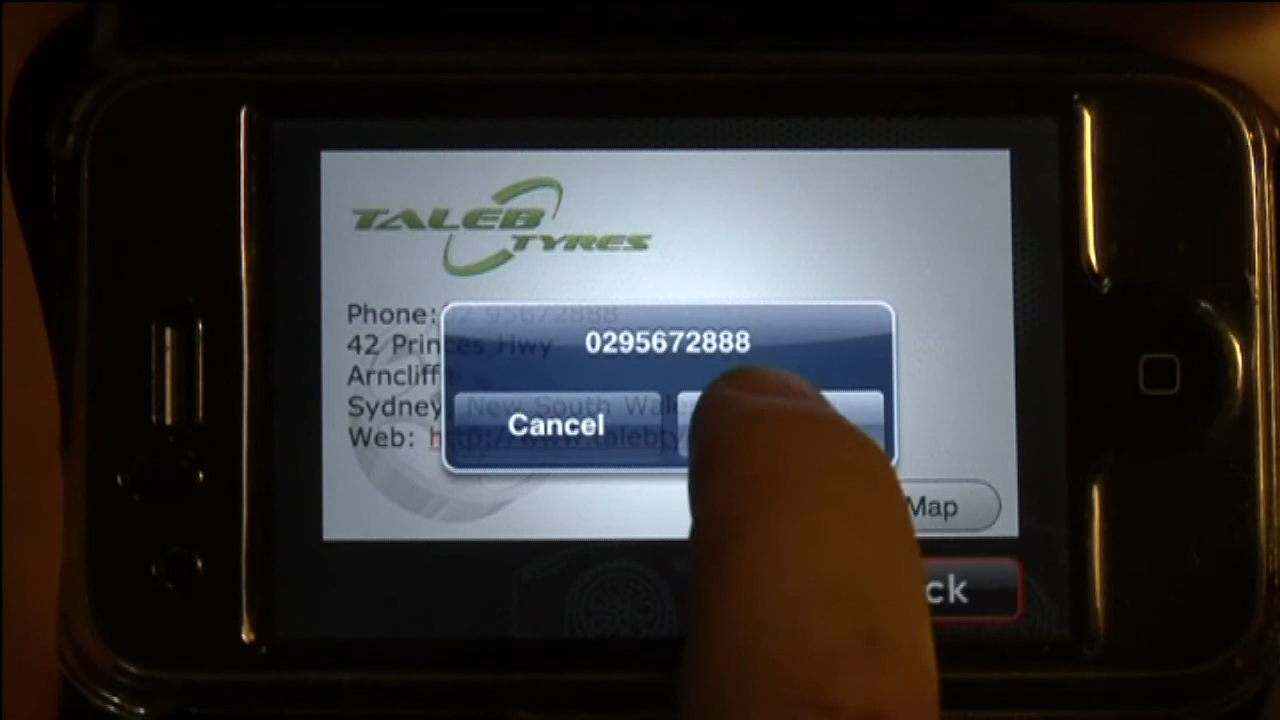 TALEB
TYRES
Phone: 02 95672888
42 Princes Hwy
Arncliffe
Sydney, New South Wales
Web: http://www.talebty
0295672888
Cancel
Map
ck